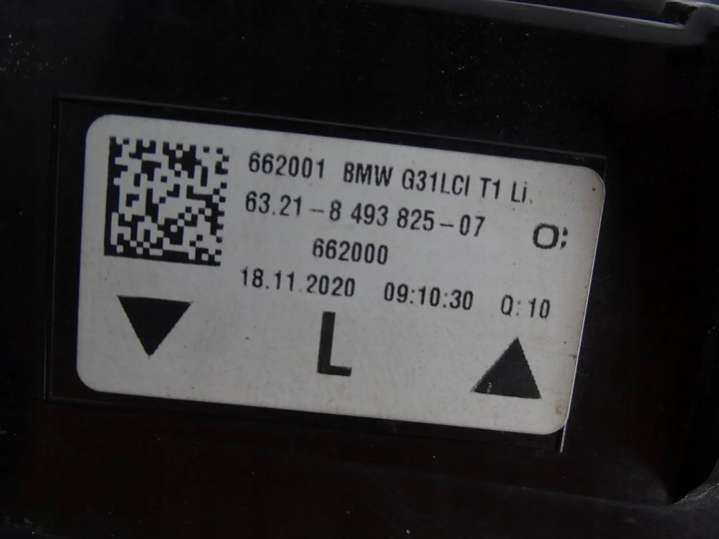 662001 BMW G31LCI T1 Li.
63.21-8 493 825-07
O:
662000
18.11.2020 09:10:30 Q:10
L